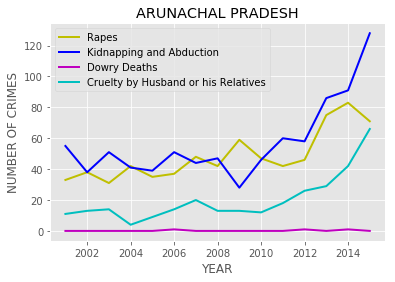 ARUNACHAL PRADESH
Rapes
Kidnapping and Abduction
Dowry Deaths
Cruelty by Husband or his Relatives
NUMBER OF CRIMES
120
100
80
60
40
20
0
2002 2004 2006 2008 2010 2012 2014
YEAR